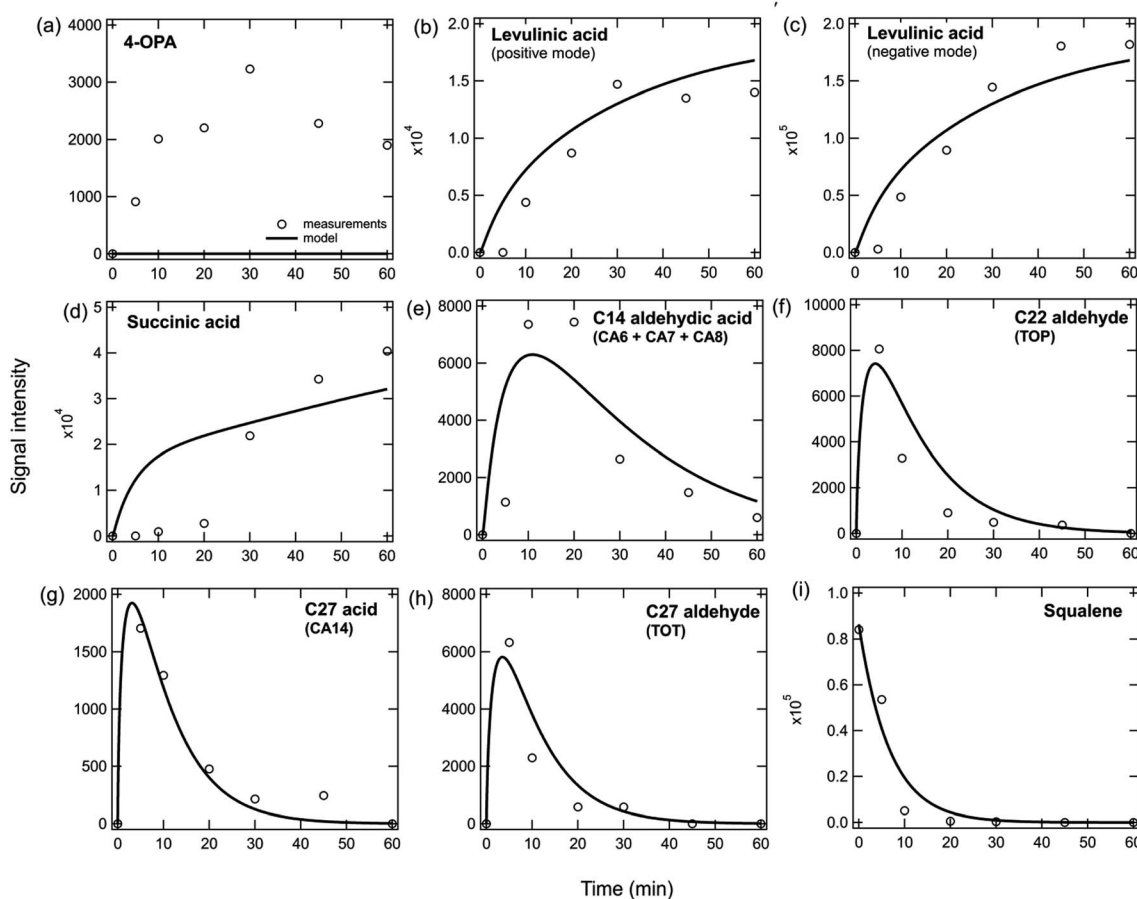 (a)
4-OPA
4000
3000
2000
1000
0
measurements
model
0 10 20 30 40 50 60
(b)
Levulinic acid
(positive mode)
2.0
1.5
1.0
0.5
0.0
x10⁴
0 10 20 30 40 50 60
(c)
Levulinic acid
(negative mode)
2.0
1.5
1.0
0.5
0.0
x10⁵
0 10 20 30 40 50 60
(d)
Succinic acid
5
4
3
2
1
0
x10⁴
0 10 20 30 40 50 60
(e)
C14 aldehydic acid
(CA6 + CA7 + CA8)
8000
6000
4000
2000
0
0 10 20 30 40 50 60
(f)
C22 aldehyde
(TOP)
10000
8000
6000
4000
2000
0
0 10 20 30 40 50 60
(g)
C27 acid
(CA14)
2000
1500
1000
500
0
0 10 20 30 40 50 60
(h)
C27 aldehyde
(TOT)
8000
6000
4000
2000
0
0 10 20 30 40 50 60
(i)
Squalene
1.0
0.8
0.6
0.4
0.2
0.0
x10⁵
0 10 20 30 40 50 60
Signal intensity
Time (min)